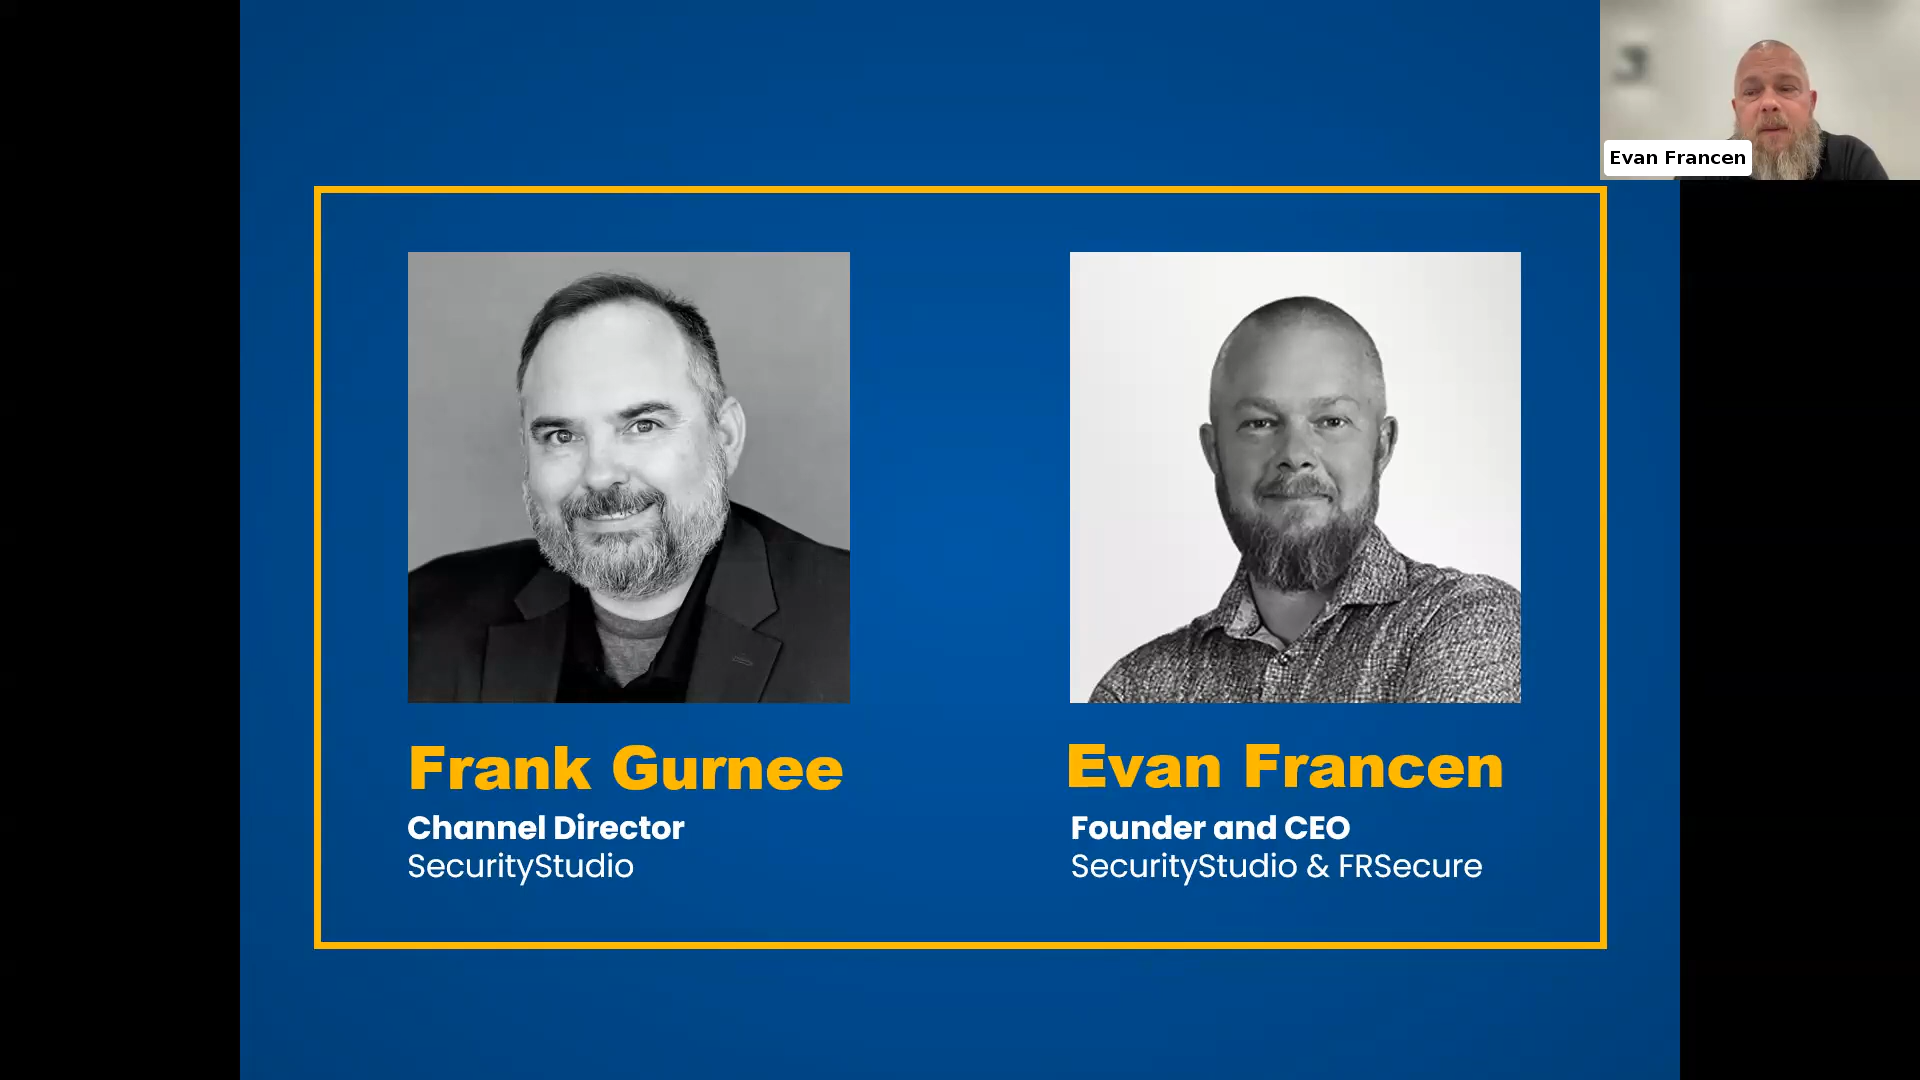 Evan Francen
Frank Gurnee
Channel Director
SecurityStudio
Evan Francen
Founder and CEO
SecurityStudio & FRSecure